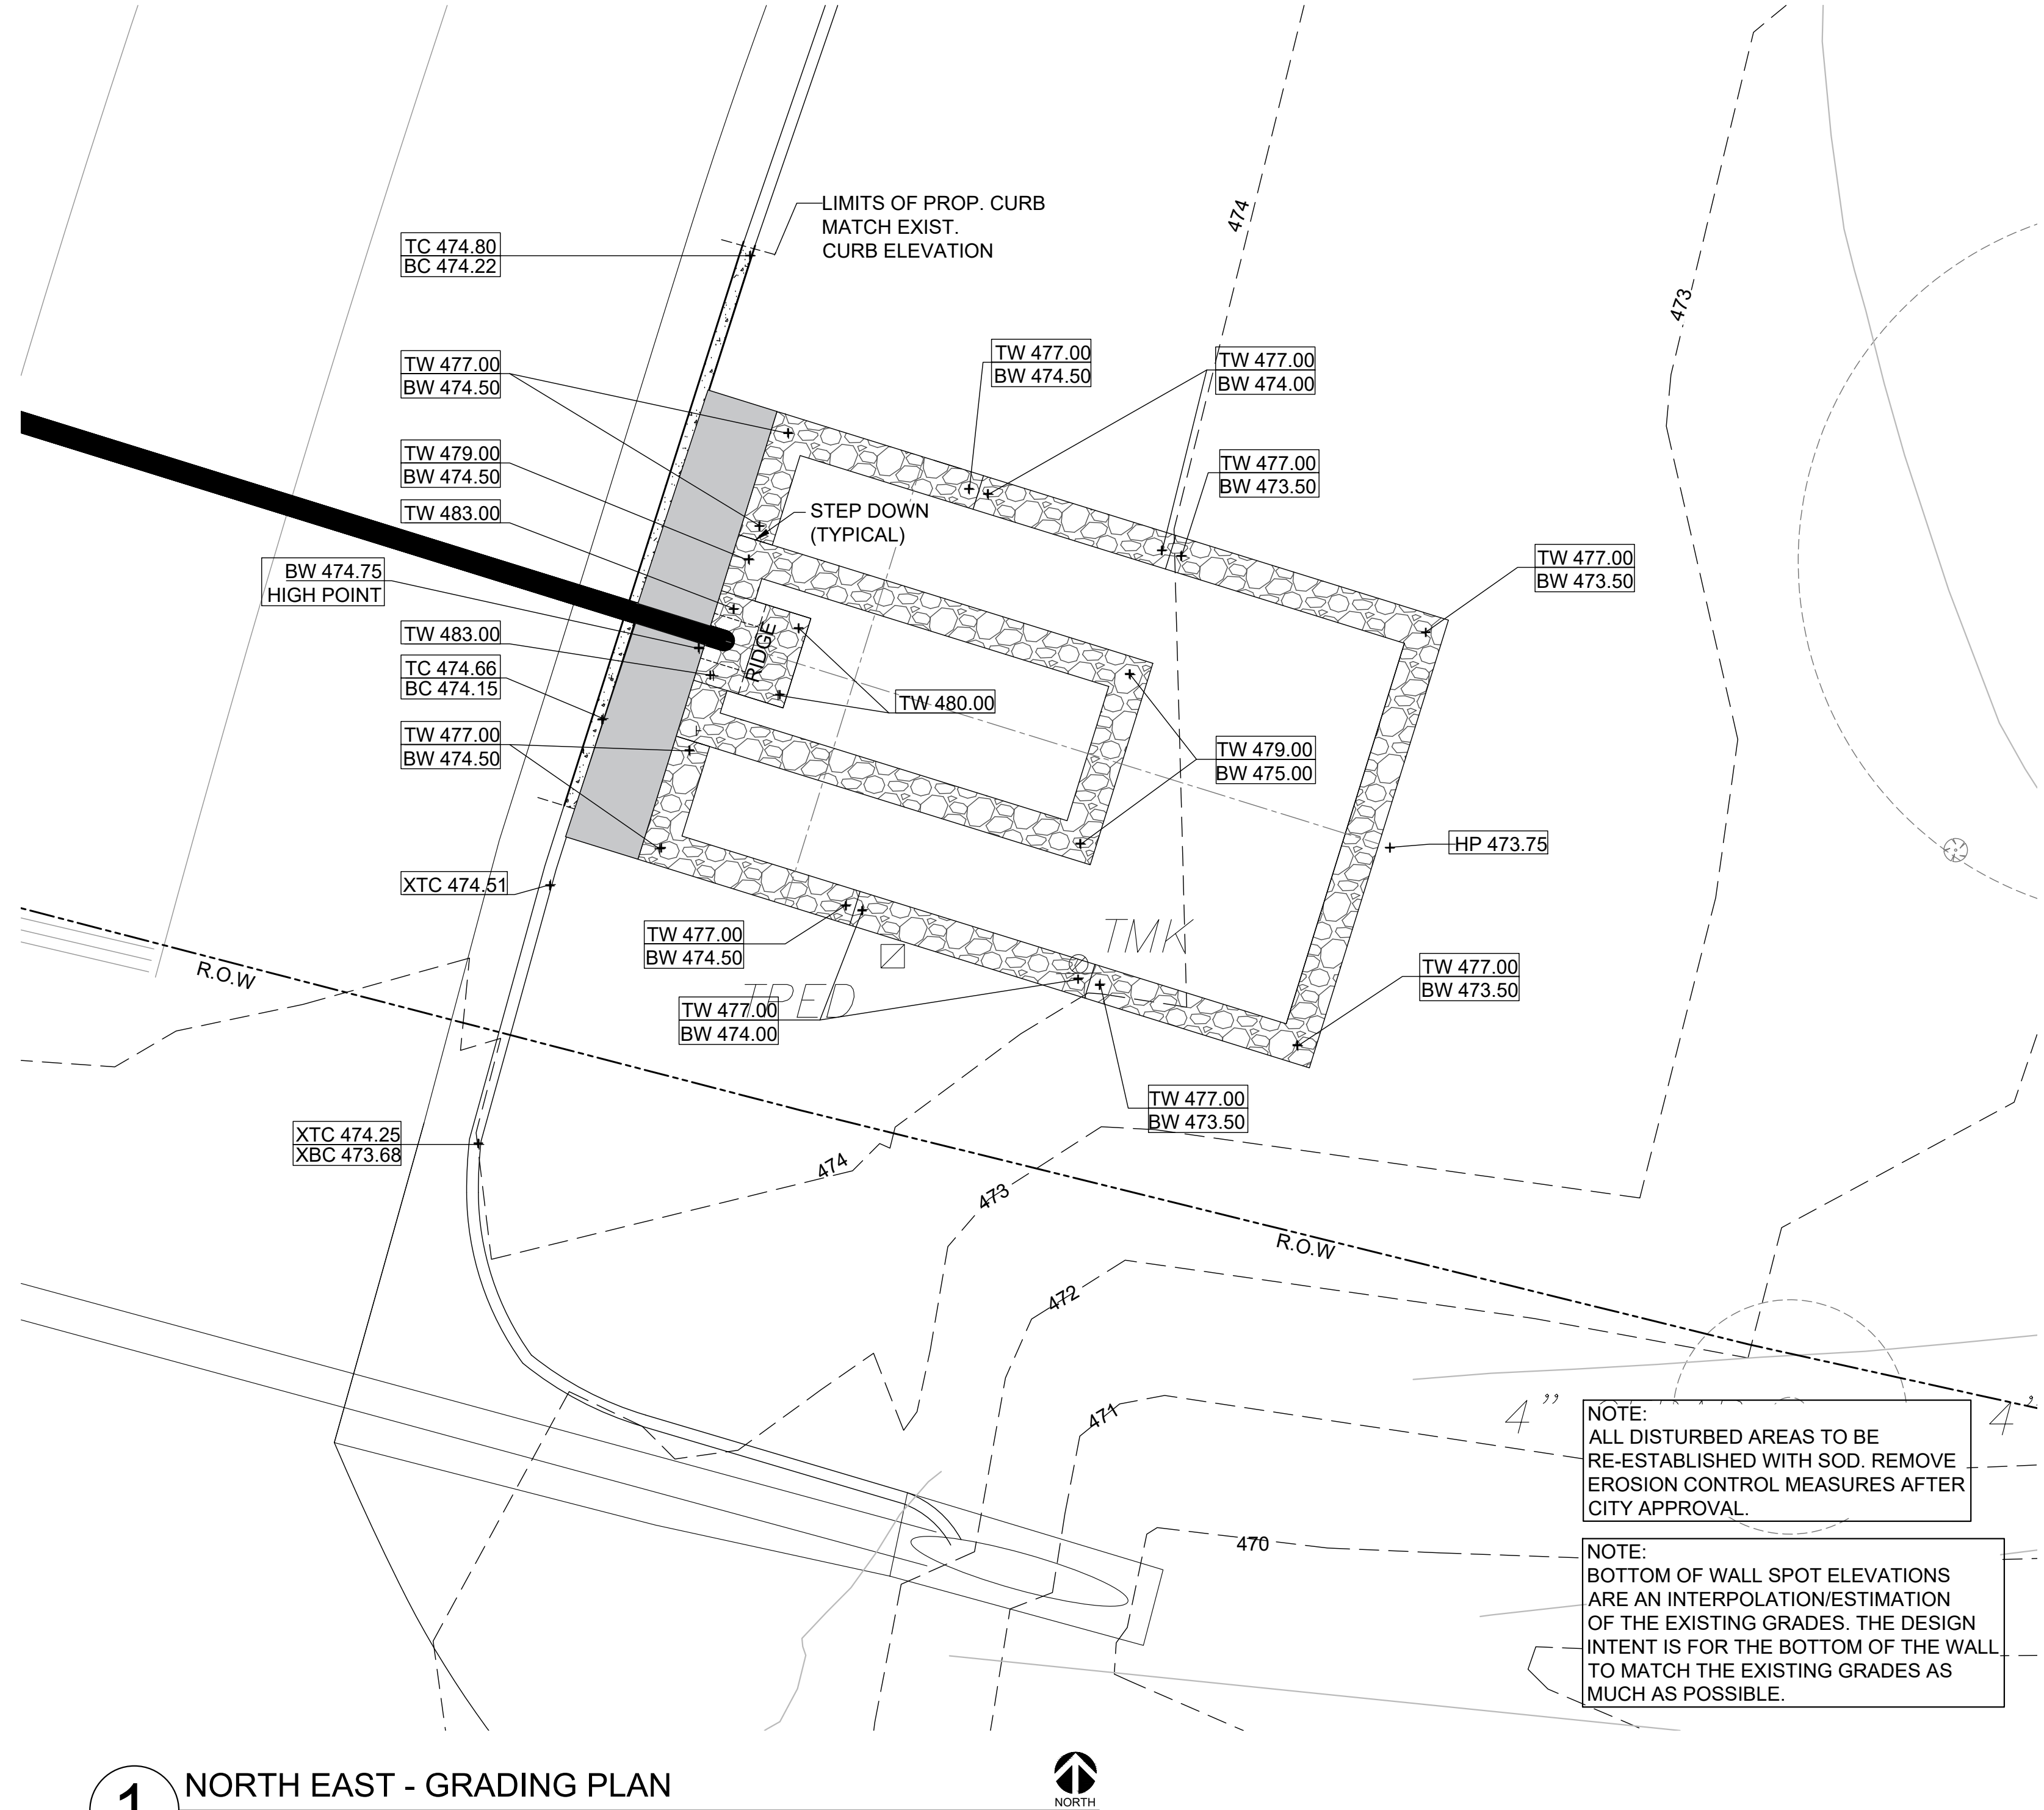 474
LIMITS OF PROP. CURB
MATCH EXIST.
CURB ELEVATION
TC 474.80
BC 474.22
473
TW 477.00
BW 474.50
TW 477.00
BW 474.50
TW 477.00
BW 474.00
TW 479.00
BW 474.50
TW 477.00
BW 473.50
TW 483.00
STEP DOWN
(TYPICAL)
BW 474.75
HIGH POINT
TW 477.00
BW 473.50
TW 483.00
RIDGE
TC 474.66
BC 474.15
TW 480.00
TW 477.00
BW 474.50
TW 479.00
BW 475.00
HP 473.75
XTC 474.51
TW 477.00
BW 474.50
TMK
R.O.W
TW 477.00
BW 473.50
TPED
TW 477.00
BW 474.00
TW 477.00
BW 473.50
XTC 474.25
XBC 473.68
474
473
R.O.W
472
471
4"
4"
NOTE:
ALL DISTURBED AREAS TO BE
RE-ESTABLISHED WITH SOD. REMOVE
EROSION CONTROL MEASURES AFTER
CITY APPROVAL.
470
NOTE:
BOTTOM OF WALL SPOT ELEVATIONS
ARE AN INTERPOLATION/ESTIMATION
OF THE EXISTING GRADES. THE DESIGN
INTENT IS FOR THE BOTTOM OF THE WALL
TO MATCH THE EXISTING GRADES AS
MUCH AS POSSIBLE.
1
NORTH EAST - GRADING PLAN
NORTH